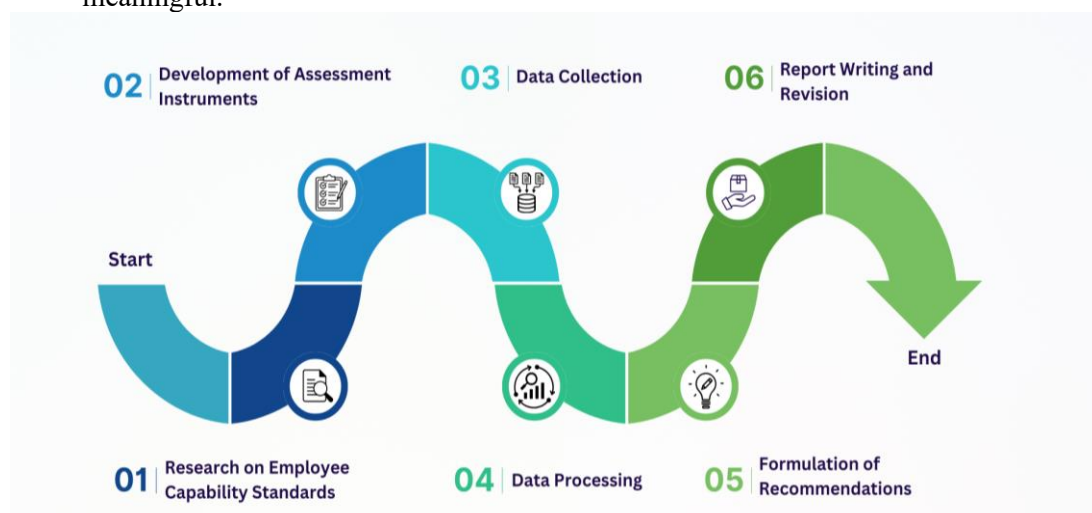 meaningful.
02 Development of Assessment
Instruments
03 Data Collection
06 Report Writing and
Revision
Start
End
01 Research on Employee
Capability Standards
04 Data Processing
05 Formulation of
Recommendations